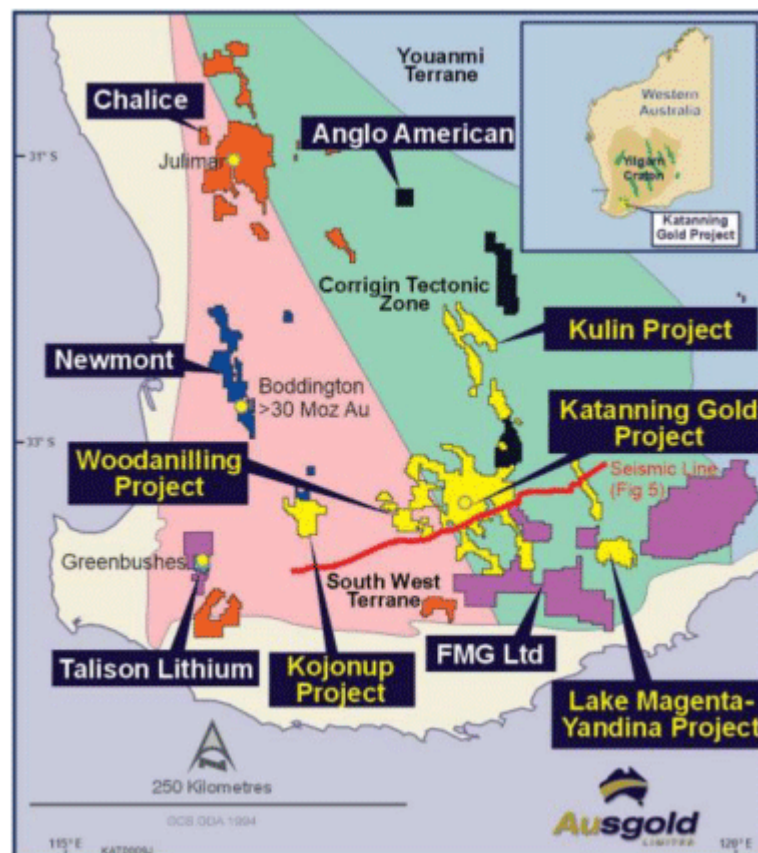 Youanmi
Terrane
Western
Australia
Yilgarn
Craton
Katanning
Gold Project
Chalice
Anglo American
Julimar
31° S
Corrigin Tectonic
Zone
Kulin Project
Newmont
Boddington
>30 Moz Au
Katanning Gold
Project
33° S
Woodanilling
Project
Seismic Line
(Fig 5)
Greenbushes
South West
Terrane
Talison Lithium
Kojonup
Project
FMG Ltd
Lake Magenta-
Yandina Project
250 Kilometres
GCS GDA 1994
Ausgold
LIMITED
115° E
120° E